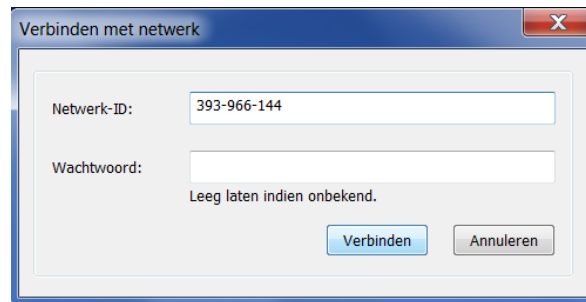 Verbinden met netwerk
Netwerk-ID: 393-966-144
Wachtwoord:
Leeg laten indien onbekend.
Verbinden Annuleren